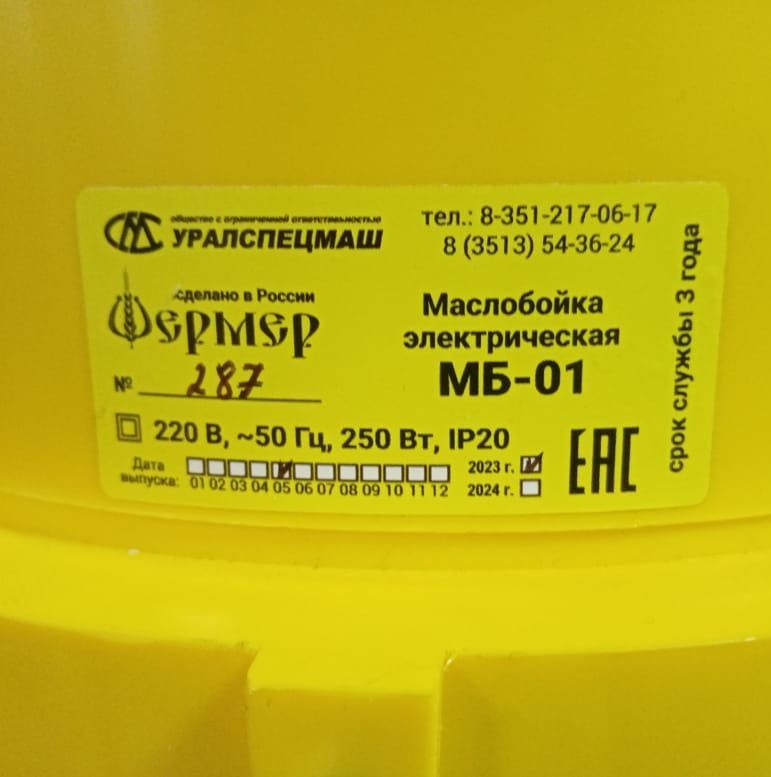 СМ
общество с ограниченной ответственностью
УРАЛСПЕЦМАШ
тел.: 8-351-217-06-17
8 (3513) 54-36-24
сделано в России
Фермер
Маслобойка
электрическая
МБ-01
№ 287
220 В, ~50 Гц, 250 Вт, IP20
Дата
выпуска:
01 02 03 04 05 06 07 08 09 10 11 12
2023 г.
2024 г.
EAC
срок службы 3 года